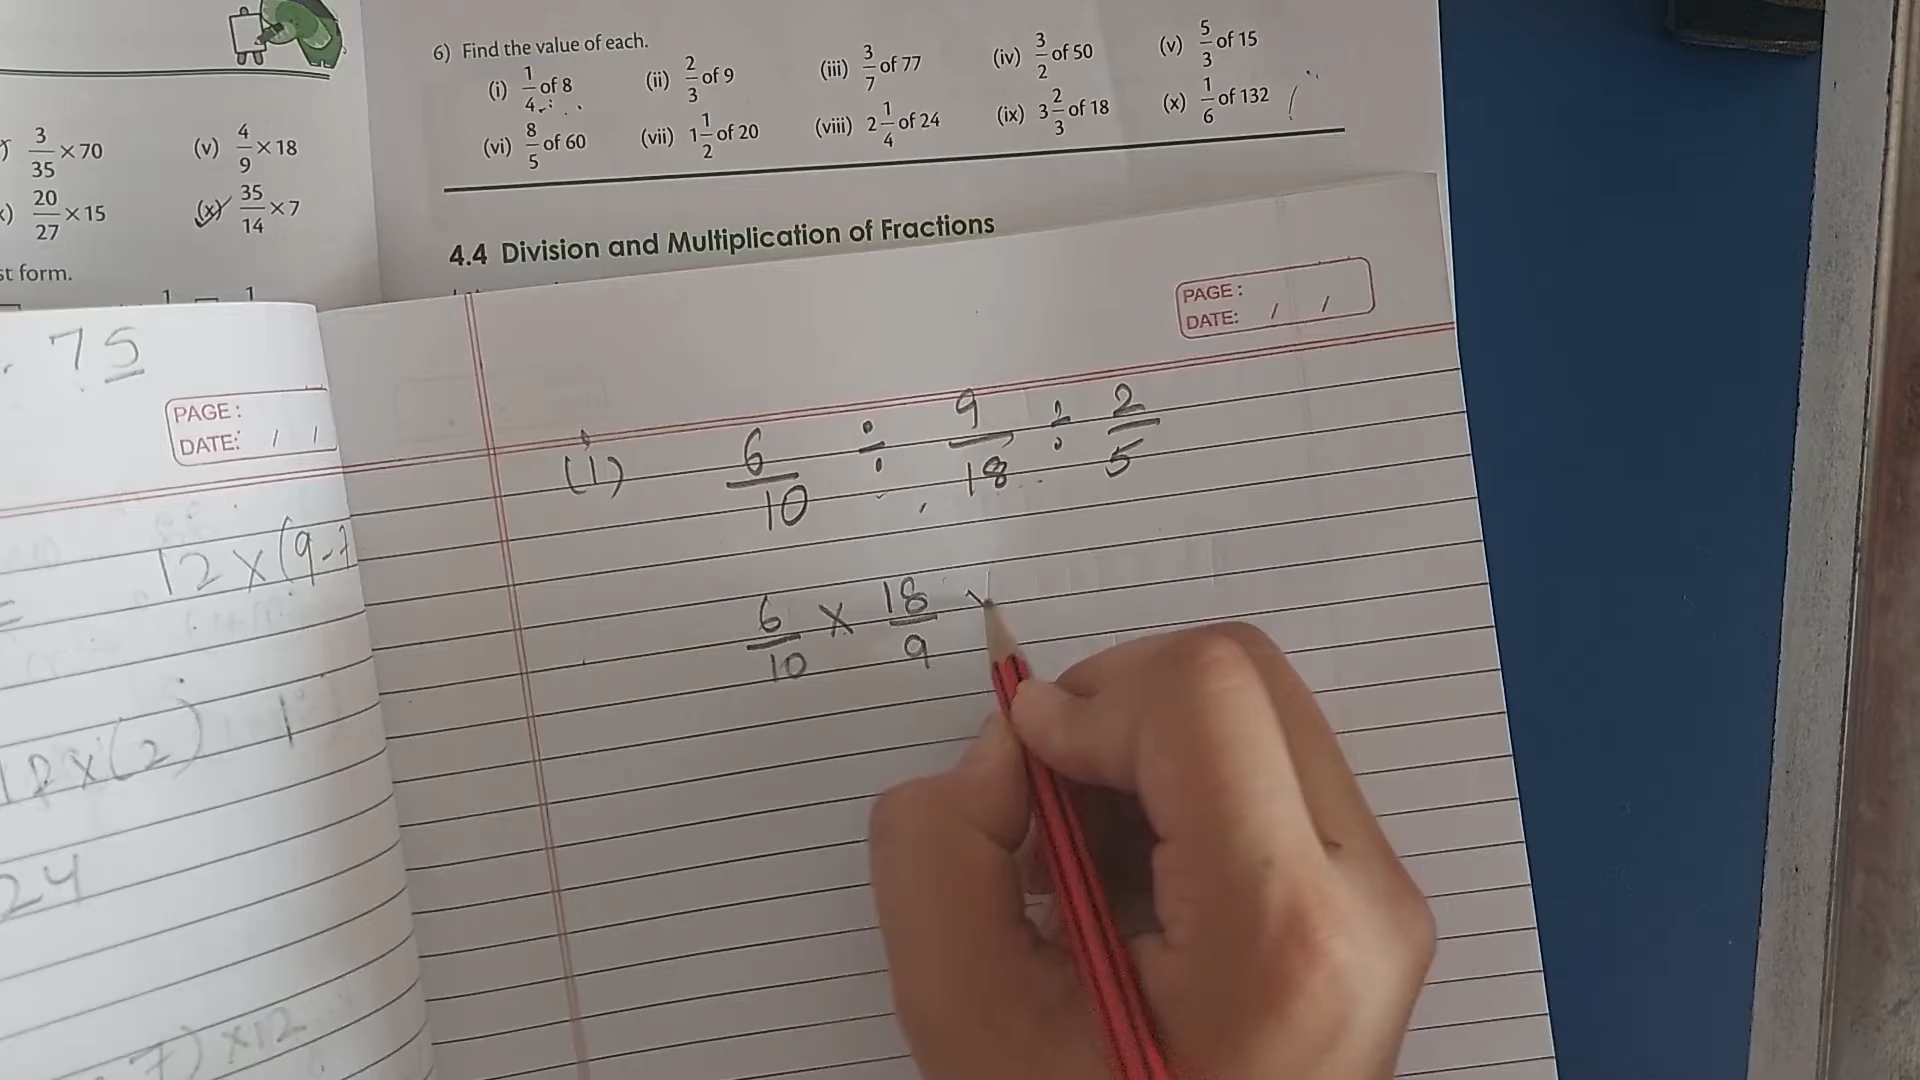 6) Find the value of each.
(i) 1/4 of 8 (ii) 2/3 of 9 (iii) 3/7 of 77 (iv) 3/2 of 50 (v) 5/3 of 15
(vi) 8/5 of 60 (vii) 1 1/2 of 20 (viii) 2 1/4 of 24 (ix) 3 2/3 of 18 (x) 1/6 of 132
3/35 × 70 (v) 4/9 × 18
20/27 × 15 (x) 35/14 × 7
st form.
4.4 Division and Multiplication of Fractions
PAGE :
DATE: / /
(i) 6/10 ÷ 9/18 ÷ 2/5
6/10 × 18/9
75
PAGE :
DATE: / /
12 × (9-7
= 
12 × (2) 1
24
7) ×12